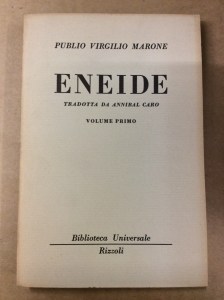 PUBLIO VIRGILIO MARONE
ENEIDE
TRADOTTA DA ANNIBAL CARO
VOLUME PRIMO
Biblioteca Universale
Rizzoli